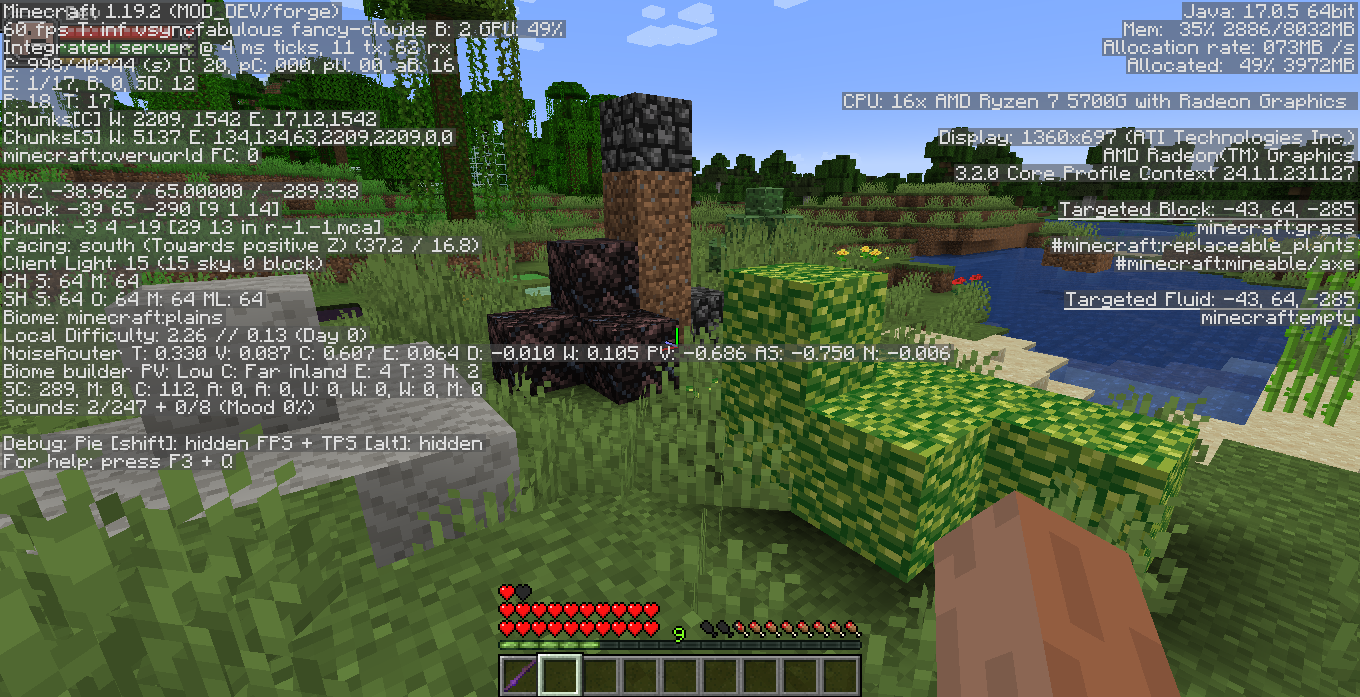 Minecraft 1.19.2 (MOD_DEV/forge)
60 fps T: inf vsyncfabulous fancy-clouds B: 2 GPU: 49%
Integrated server @ 4 ms ticks, 11 tx, 62 rx
C: 998/40344 (s) D: 20, pC: 000, pU: 00, aB: 16
E: 1/17, B: 0, SD: 12
P: 18. T: 17
Chunks[C] W: 2209, 1542 E: 17,12,1542
Chunks[S] W: 5137 E: 134,134,63,2209,2209,0,0
minecraft:overworld FC: 0
XYZ: -38.962 / 65.00000 / -289.338
Block: -39 65 -290 [9 1 14]
Chunk: -3 4 -19 [29 13 in r.-1.-1.mca]
Facing: south (Towards positive Z) (37.2 / 16.8)
Client Light: 15 (15 sky, 0 block)
CH S: 64 M: 64
SH S: 64 O: 64 M: 64 ML: 64
Biome: minecraft:plains
Local Difficulty: 2.26 // 0.13 (Day 0)
NoiseRouter T: 0.330 V: 0.087 C: 0.607 E: 0.064 D: -0.010 W: 0.105 PV: -0.686 AS: -0.750 N: -0.006
Biome builder PV: Low C: Far inland E: 4 T: 3 H: 2
SC: 289, M: 0, C: 112, A: 0, A: 0, U: 0, W: 0, W: 0, M: 0
Sounds: 2/247 + 0/8 (Mood 0%)
Debug: Pie [shift]: hidden FPS + TPS [alt]: hidden
For help: press F3 + Q
Java: 17.0.5 64bit
Mem: 35% 2886/8032MB
Allocation rate: 073MB /s
Allocated: 49% 3972MB
CPU: 16x AMD Ryzen 7 5700G with Radeon Graphics
Display: 1360x697 (ATI Technologies Inc.)
AMD Radeon(TM) Graphics
3.2.0 Core Profile Context 24.1.1.231127
Targeted Block: -43, 64, -285
minecraft:grass
#minecraft:replaceable_plants
#minecraft:mineable/axe
Targeted Fluid: -43, 64, -285
minecraft:empty
9